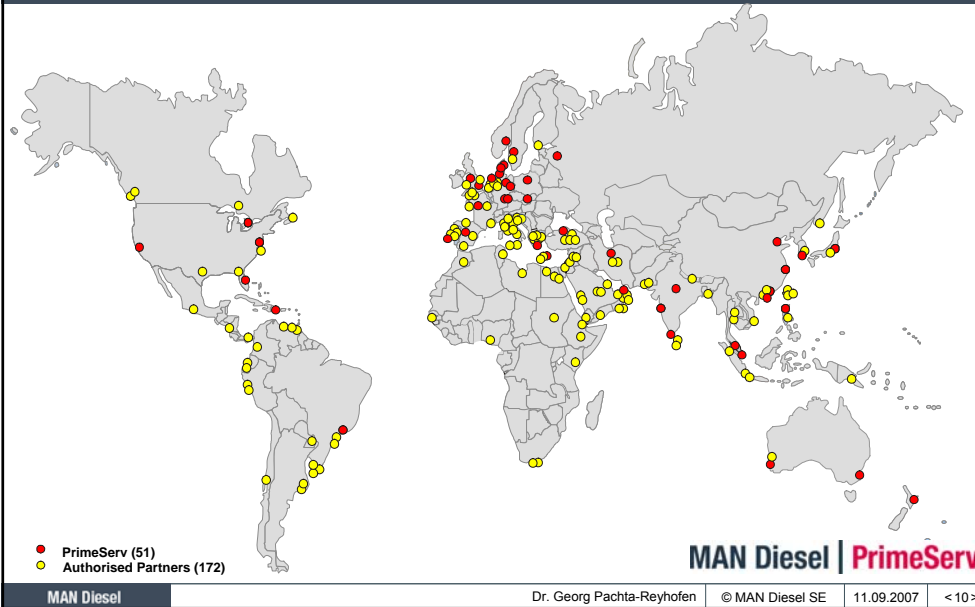 PrimeServ (51)
Authorised Partners (172)
MAN Diesel | PrimeServ
MAN Diesel Dr. Georg Pachta-Reyhofen © MAN Diesel SE 11.09.2007 <10>